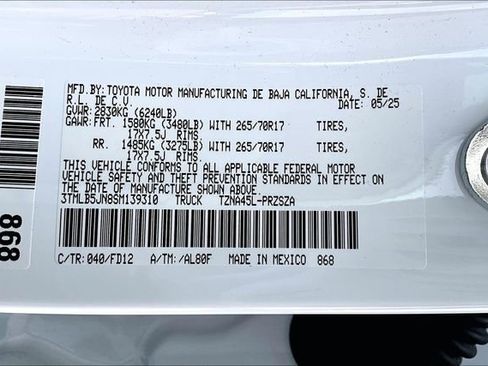 MFD.BY:TOYOTA MOTOR MANUFACTURING DE BAJA CALIFORNIA, S. DE
R.L. DE C.V. DATE: 05/25
GVWR:2830KG (6240LB)
GAWR:FRT. 1580KG (3480LB) WITH 265/70R17 TIRES,
17X7.5J RIMS
RR. 1485KG (3275LB) WITH 265/70R17 TIRES,
17X7.5J RIMS
THIS VEHICLE CONFORMS TO ALL APPLICABLE FEDERAL MOTOR
VEHICLE SAFETY AND THEFT PREVENTION STANDARDS IN EFFECT ON
THE DATE OF MANUFACTURE SHOWN ABOVE.
3TMLB5JN8SM139310 TRUCK TZNA45L-PRZSZA
C/TR:040/FD12 A/TM:/AL80F MADE IN MEXICO 868
868